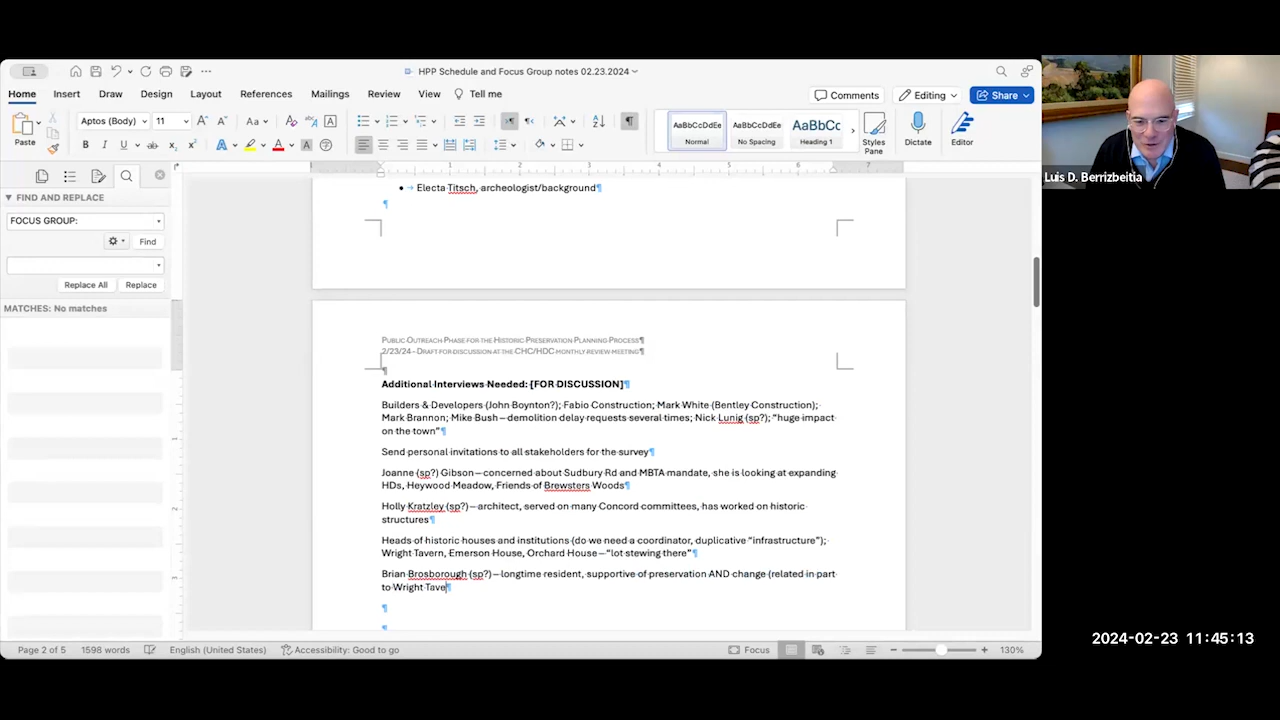 HPP Schedule and Focus Group notes 02.23.2024
Home Insert Draw Design Layout References Mailings Review View Tell me
Comments Editing Share
Paste
Aptos (Body) 11
AaBbCcDdEe AaBbCcDdEe AaBbCc
Normal No Spacing Heading 1
Styles Pane
Dictate
Editor
1 2 3 4 5 6 7
FIND AND REPLACE
FOCUS GROUP:
Find
Replace All Replace
MATCHES: No matches
• Electa Titsch, archeologist/background¶
¶
Public Outreach Phase for the Historic Preservation Planning Process¶
2/23/24 – Draft for discussion at the CHC/HDC monthly review meeting¶
¶
Additional Interviews Needed: [FOR DISCUSSION]¶
Builders & Developers (John Boynton?); Fabio Construction; Mark White (Bentley Construction);
Mark Brannon; Mike Bush – demolition delay requests several times; Nick Lunig (sp?); “huge impact
on the town”¶
Send personal invitations to all stakeholders for the survey¶
Joanne (sp?) Gibson – concerned about Sudbury Rd and MBTA mandate, she is looking at expanding
HDs, Heywood Meadow, Friends of Brewsters Woods¶
Holly Kratzley (sp?) – architect, served on many Concord committees, has worked on historic
structures¶
Heads of historic houses and institutions (do we need a coordinator, duplicative “infrastructure”);
Wright Tavern, Emerson House, Orchard House – “lot stewing there”¶
Brian Brosborough (sp?) – longtime resident, supportive of preservation AND change (related in part
to Wright Tave¶
¶
¶
Page 2 of 5 1598 words English (United States) Accessibility: Good to go Focus 130%
Luis D. Berrizbeitia
2024-02-23 11:45:13